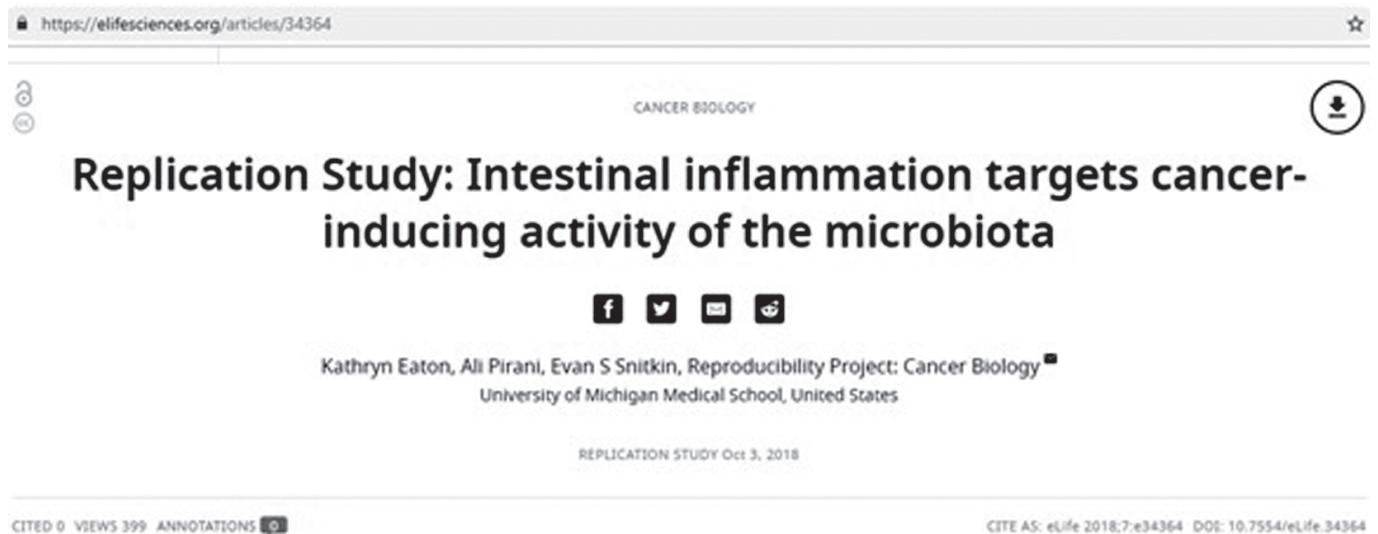 https://elifesciences.org/articles/34364
CANCER BIOLOGY
Replication Study: Intestinal inflammation targets cancer-
inducing activity of the microbiota
Kathryn Eaton, Ali Pirani, Evan S Snitkin, Reproducibility Project: Cancer Biology
University of Michigan Medical School, United States
REPLICATION STUDY Oct 3, 2018
CITED 0 VIEWS 399 ANNOTATIONS 0
CITE AS: eLife 2018;7:e34364 DOI: 10.7554/eLife.34364